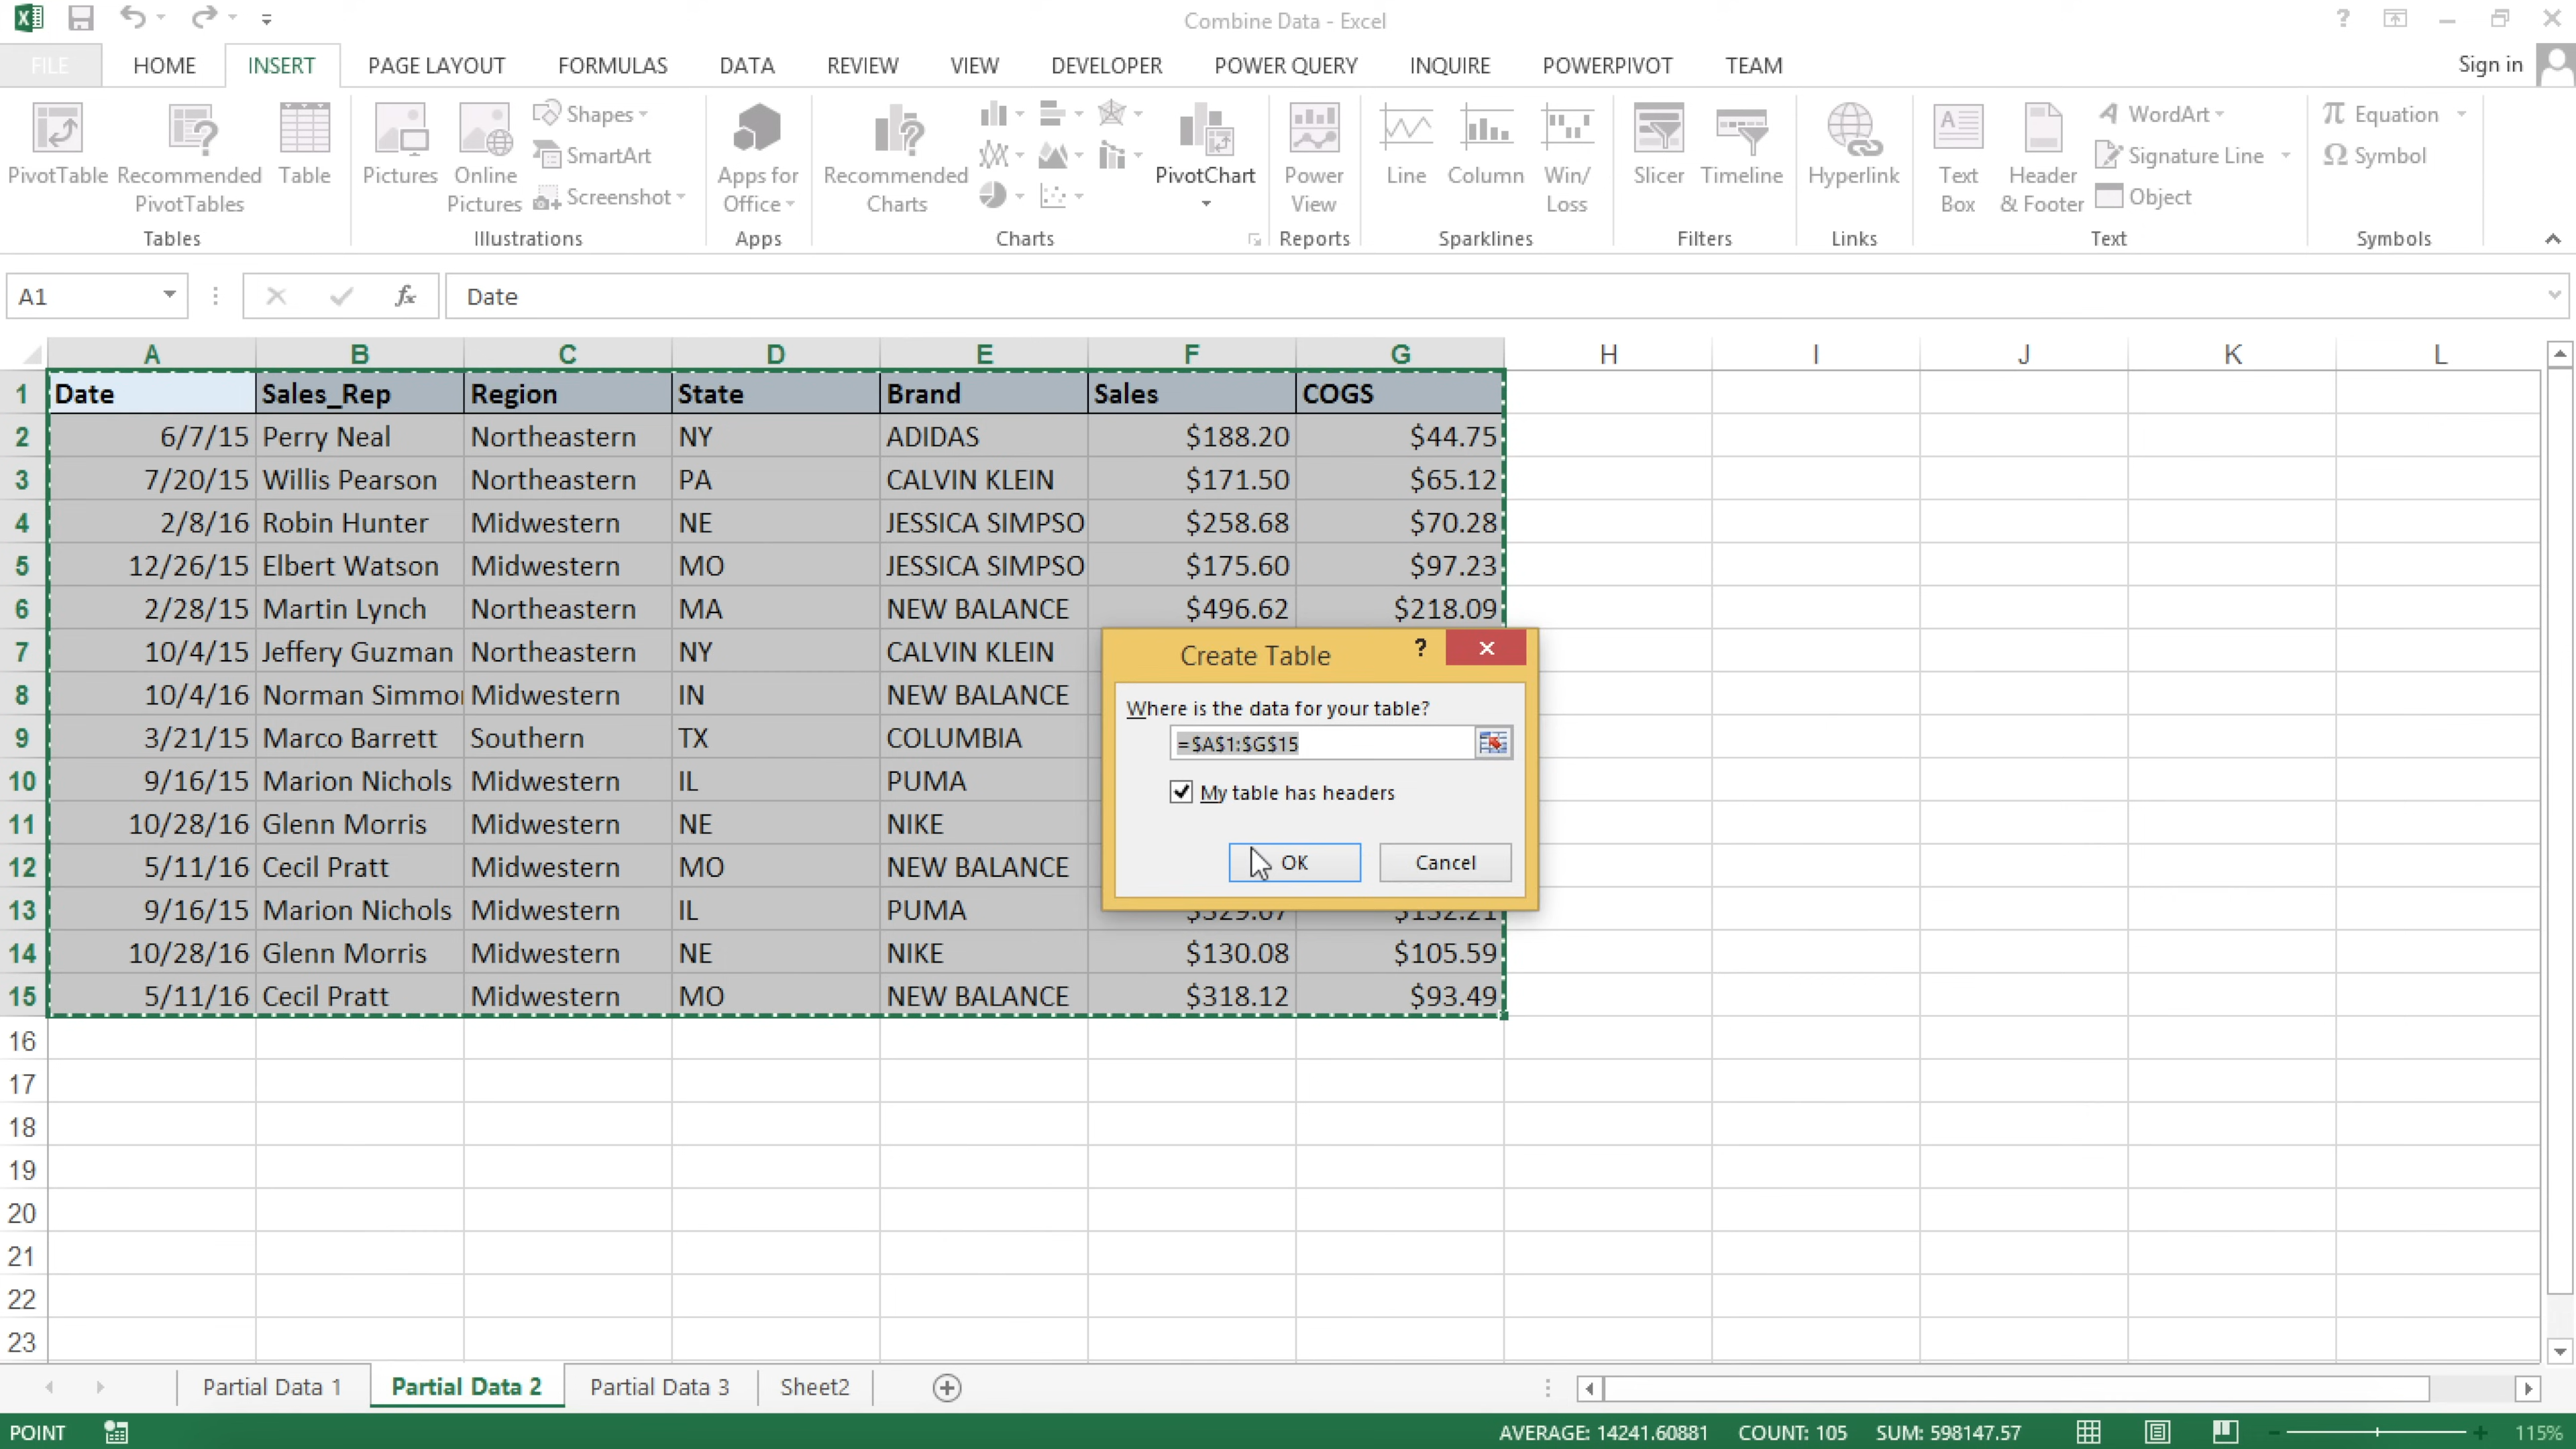 Combine Data - Excel
FILE HOME INSERT PAGE LAYOUT FORMULAS DATA REVIEW VIEW DEVELOPER POWER QUERY INQUIRE POWERPIVOT TEAM Sign in
PivotTable Recommended PivotTables Table
Tables
Pictures Online Pictures Shapes SmartArt Screenshot
Illustrations
Apps for Office
Apps
Recommended Charts PivotChart
Charts
Power View
Reports
Line Column Win/Loss
Sparklines
Slicer Timeline
Filters
Hyperlink
Links
Text Box Header & Footer WordArt Signature Line Object
Text
Equation Symbol
Symbols
A1 fx Date
A B C D E F G H I J K L
1 Date Sales_Rep Region State Brand Sales COGS
2 6/7/15 Perry Neal Northeastern NY ADIDAS $188.20 $44.75
3 7/20/15 Willis Pearson Northeastern PA CALVIN KLEIN $171.50 $65.12
4 2/8/16 Robin Hunter Midwestern NE JESSICA SIMPSO $258.68 $70.28
5 12/26/15 Elbert Watson Midwestern MO JESSICA SIMPSO $175.60 $97.23
6 2/28/15 Martin Lynch Northeastern MA NEW BALANCE $496.62 $218.09
7 10/4/15 Jeffery Guzman Northeastern NY CALVIN KLEIN
8 10/4/16 Norman Simmo Midwestern IN NEW BALANCE
9 3/21/15 Marco Barrett Southern TX COLUMBIA
10 9/16/15 Marion Nichols Midwestern IL PUMA
11 10/28/16 Glenn Morris Midwestern NE NIKE
12 5/11/16 Cecil Pratt Midwestern MO NEW BALANCE
13 9/16/15 Marion Nichols Midwestern IL PUMA
14 10/28/16 Glenn Morris Midwestern NE NIKE $130.08 $105.59
15 5/11/16 Cecil Pratt Midwestern MO NEW BALANCE $318.12 $93.49
16
17
18
19
20
21
22
23
Create Table ?
Where is the data for your table?
=$A$1:$G$15
My table has headers
OK Cancel
Partial Data 1 Partial Data 2 Partial Data 3 Sheet2
POINT AVERAGE: 14241.60881 COUNT: 105 SUM: 598147.57 115%